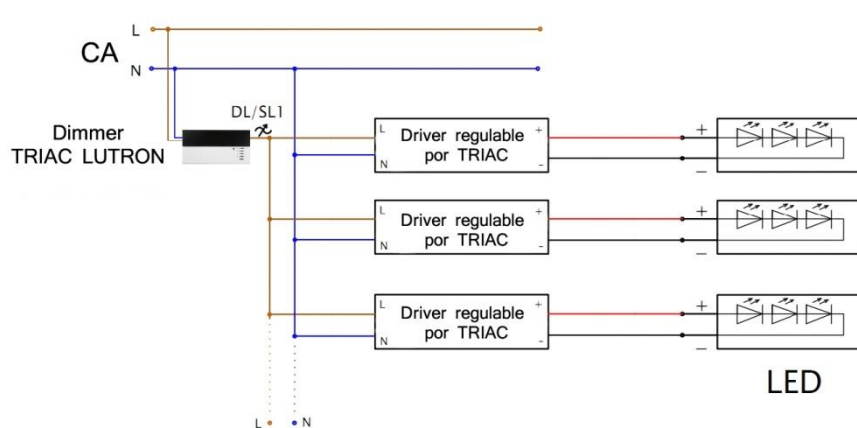 L
CA
N
DL/SL1
Dimmer
TRIAC LUTRON
L
N
Driver regulable
por TRIAC
+
-
+
−
L
N
Driver regulable
por TRIAC
+
-
+
−
L
N
Driver regulable
por TRIAC
+
-
+
−
LED
L
N